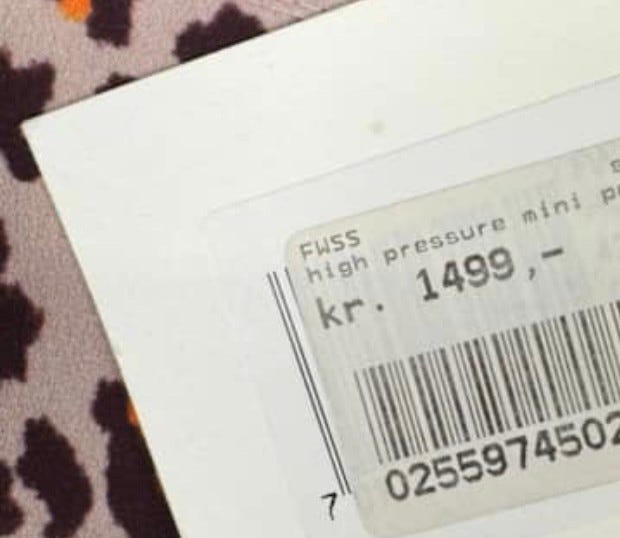 FWSS
high pressure mini
kr. 1499,-
0255974502
7